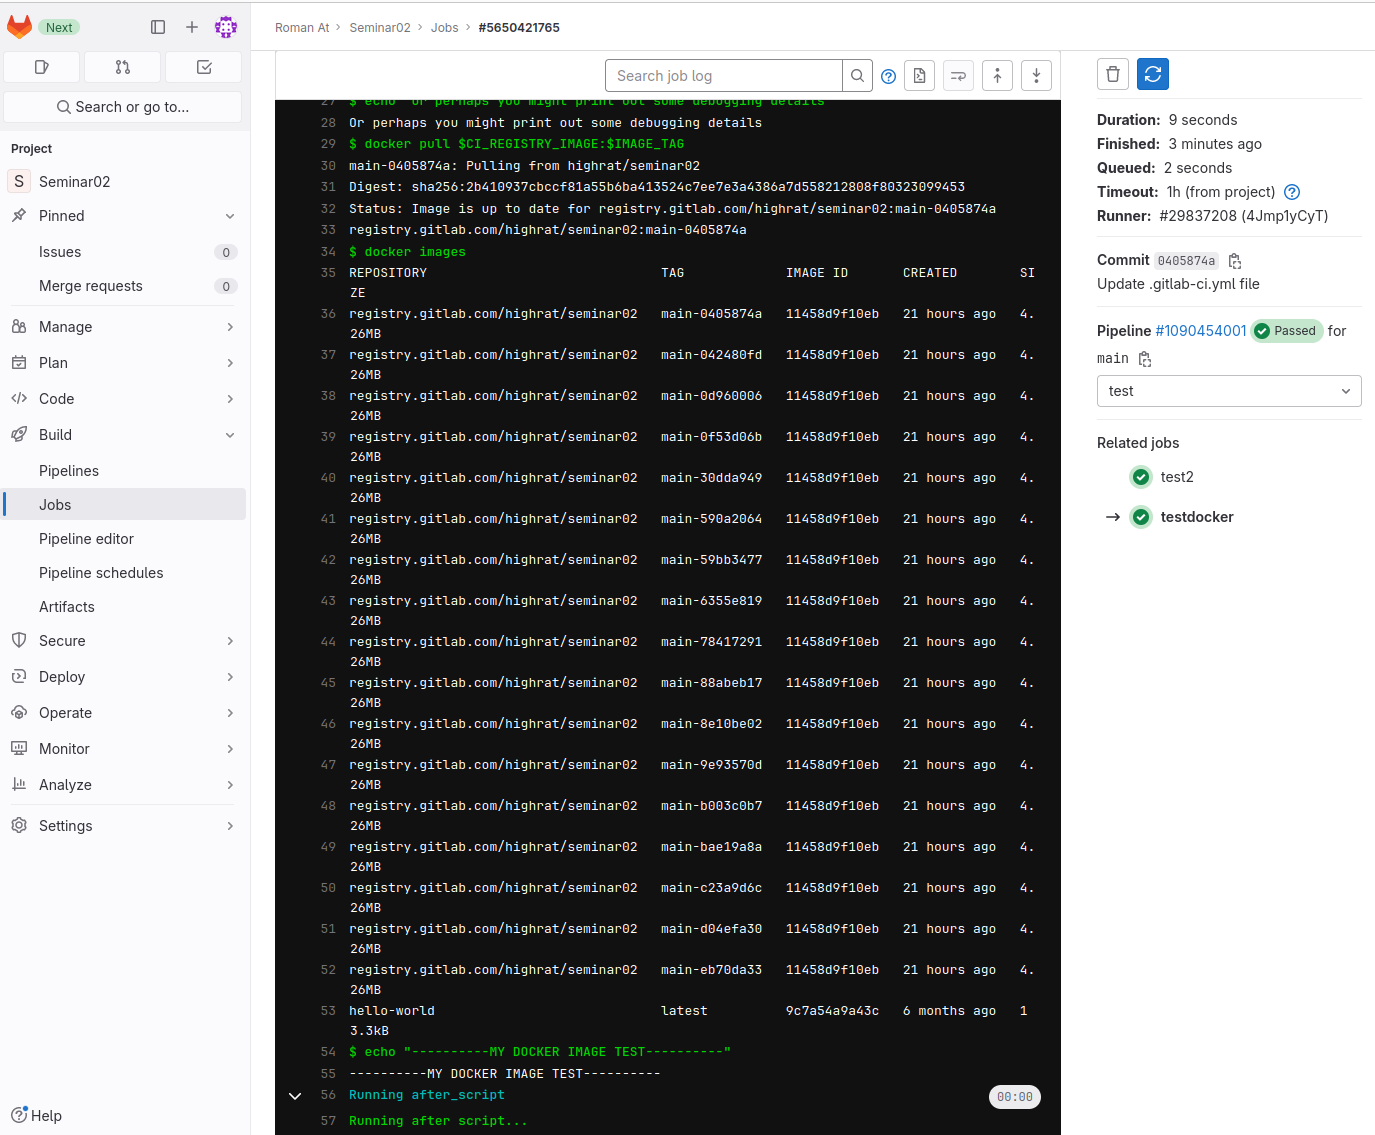 Next
Search or go to...
Project
S Seminar02
Pinned
Issues 0
Merge requests 0
Manage
Plan
Code
Build
Pipelines
Jobs
Pipeline editor
Pipeline schedules
Artifacts
Secure
Deploy
Operate
Monitor
Analyze
Settings
Help
Roman At › Seminar02 › Jobs › #5650421765
Search job log
27 $ echo "Or perhaps you might print out some debugging details"
28 Or perhaps you might print out some debugging details
29 $ docker pull $CI_REGISTRY_IMAGE:$IMAGE_TAG
30 main-0405874a: Pulling from highrat/seminar02
31 Digest: sha256:2b410937cbccf81a55b6ba413524c7ee7e3a4386a7d558212808f80323099453
32 Status: Image is up to date for registry.gitlab.com/highrat/seminar02:main-0405874a
33 registry.gitlab.com/highrat/seminar02:main-0405874a
34 $ docker images
35 REPOSITORY TAG IMAGE ID CREATED SI
ZE
36 registry.gitlab.com/highrat/seminar02 main-0405874a 11458d9f10eb 21 hours ago 4.
26MB
37 registry.gitlab.com/highrat/seminar02 main-042480fd 11458d9f10eb 21 hours ago 4.
26MB
38 registry.gitlab.com/highrat/seminar02 main-0d960006 11458d9f10eb 21 hours ago 4.
26MB
39 registry.gitlab.com/highrat/seminar02 main-0f53d06b 11458d9f10eb 21 hours ago 4.
26MB
40 registry.gitlab.com/highrat/seminar02 main-30dda949 11458d9f10eb 21 hours ago 4.
26MB
41 registry.gitlab.com/highrat/seminar02 main-590a2064 11458d9f10eb 21 hours ago 4.
26MB
42 registry.gitlab.com/highrat/seminar02 main-59bb3477 11458d9f10eb 21 hours ago 4.
26MB
43 registry.gitlab.com/highrat/seminar02 main-6355e819 11458d9f10eb 21 hours ago 4.
26MB
44 registry.gitlab.com/highrat/seminar02 main-78417291 11458d9f10eb 21 hours ago 4.
26MB
45 registry.gitlab.com/highrat/seminar02 main-88abeb17 11458d9f10eb 21 hours ago 4.
26MB
46 registry.gitlab.com/highrat/seminar02 main-8e10be02 11458d9f10eb 21 hours ago 4.
26MB
47 registry.gitlab.com/highrat/seminar02 main-9e93570d 11458d9f10eb 21 hours ago 4.
26MB
48 registry.gitlab.com/highrat/seminar02 main-b003c0b7 11458d9f10eb 21 hours ago 4.
26MB
49 registry.gitlab.com/highrat/seminar02 main-bae19a8a 11458d9f10eb 21 hours ago 4.
26MB
50 registry.gitlab.com/highrat/seminar02 main-c23a9d6c 11458d9f10eb 21 hours ago 4.
26MB
51 registry.gitlab.com/highrat/seminar02 main-d04efa30 11458d9f10eb 21 hours ago 4.
26MB
52 registry.gitlab.com/highrat/seminar02 main-eb70da33 11458d9f10eb 21 hours ago 4.
26MB
53 hello-world latest 9c7a54a9a43c 6 months ago 1
3.3kB
54 $ echo "----------MY DOCKER IMAGE TEST----------"
55 ----------MY DOCKER IMAGE TEST----------
56 Running after_script 00:00
57 Running after script...
Duration: 9 seconds
Finished: 3 minutes ago
Queued: 2 seconds
Timeout: 1h (from project)
Runner: #29837208 (4Jmp1yCyT)
Commit 0405874a
Update .gitlab-ci.yml file
Pipeline #1090454001 Passed for
main
test
Related jobs
test2
→ testdocker